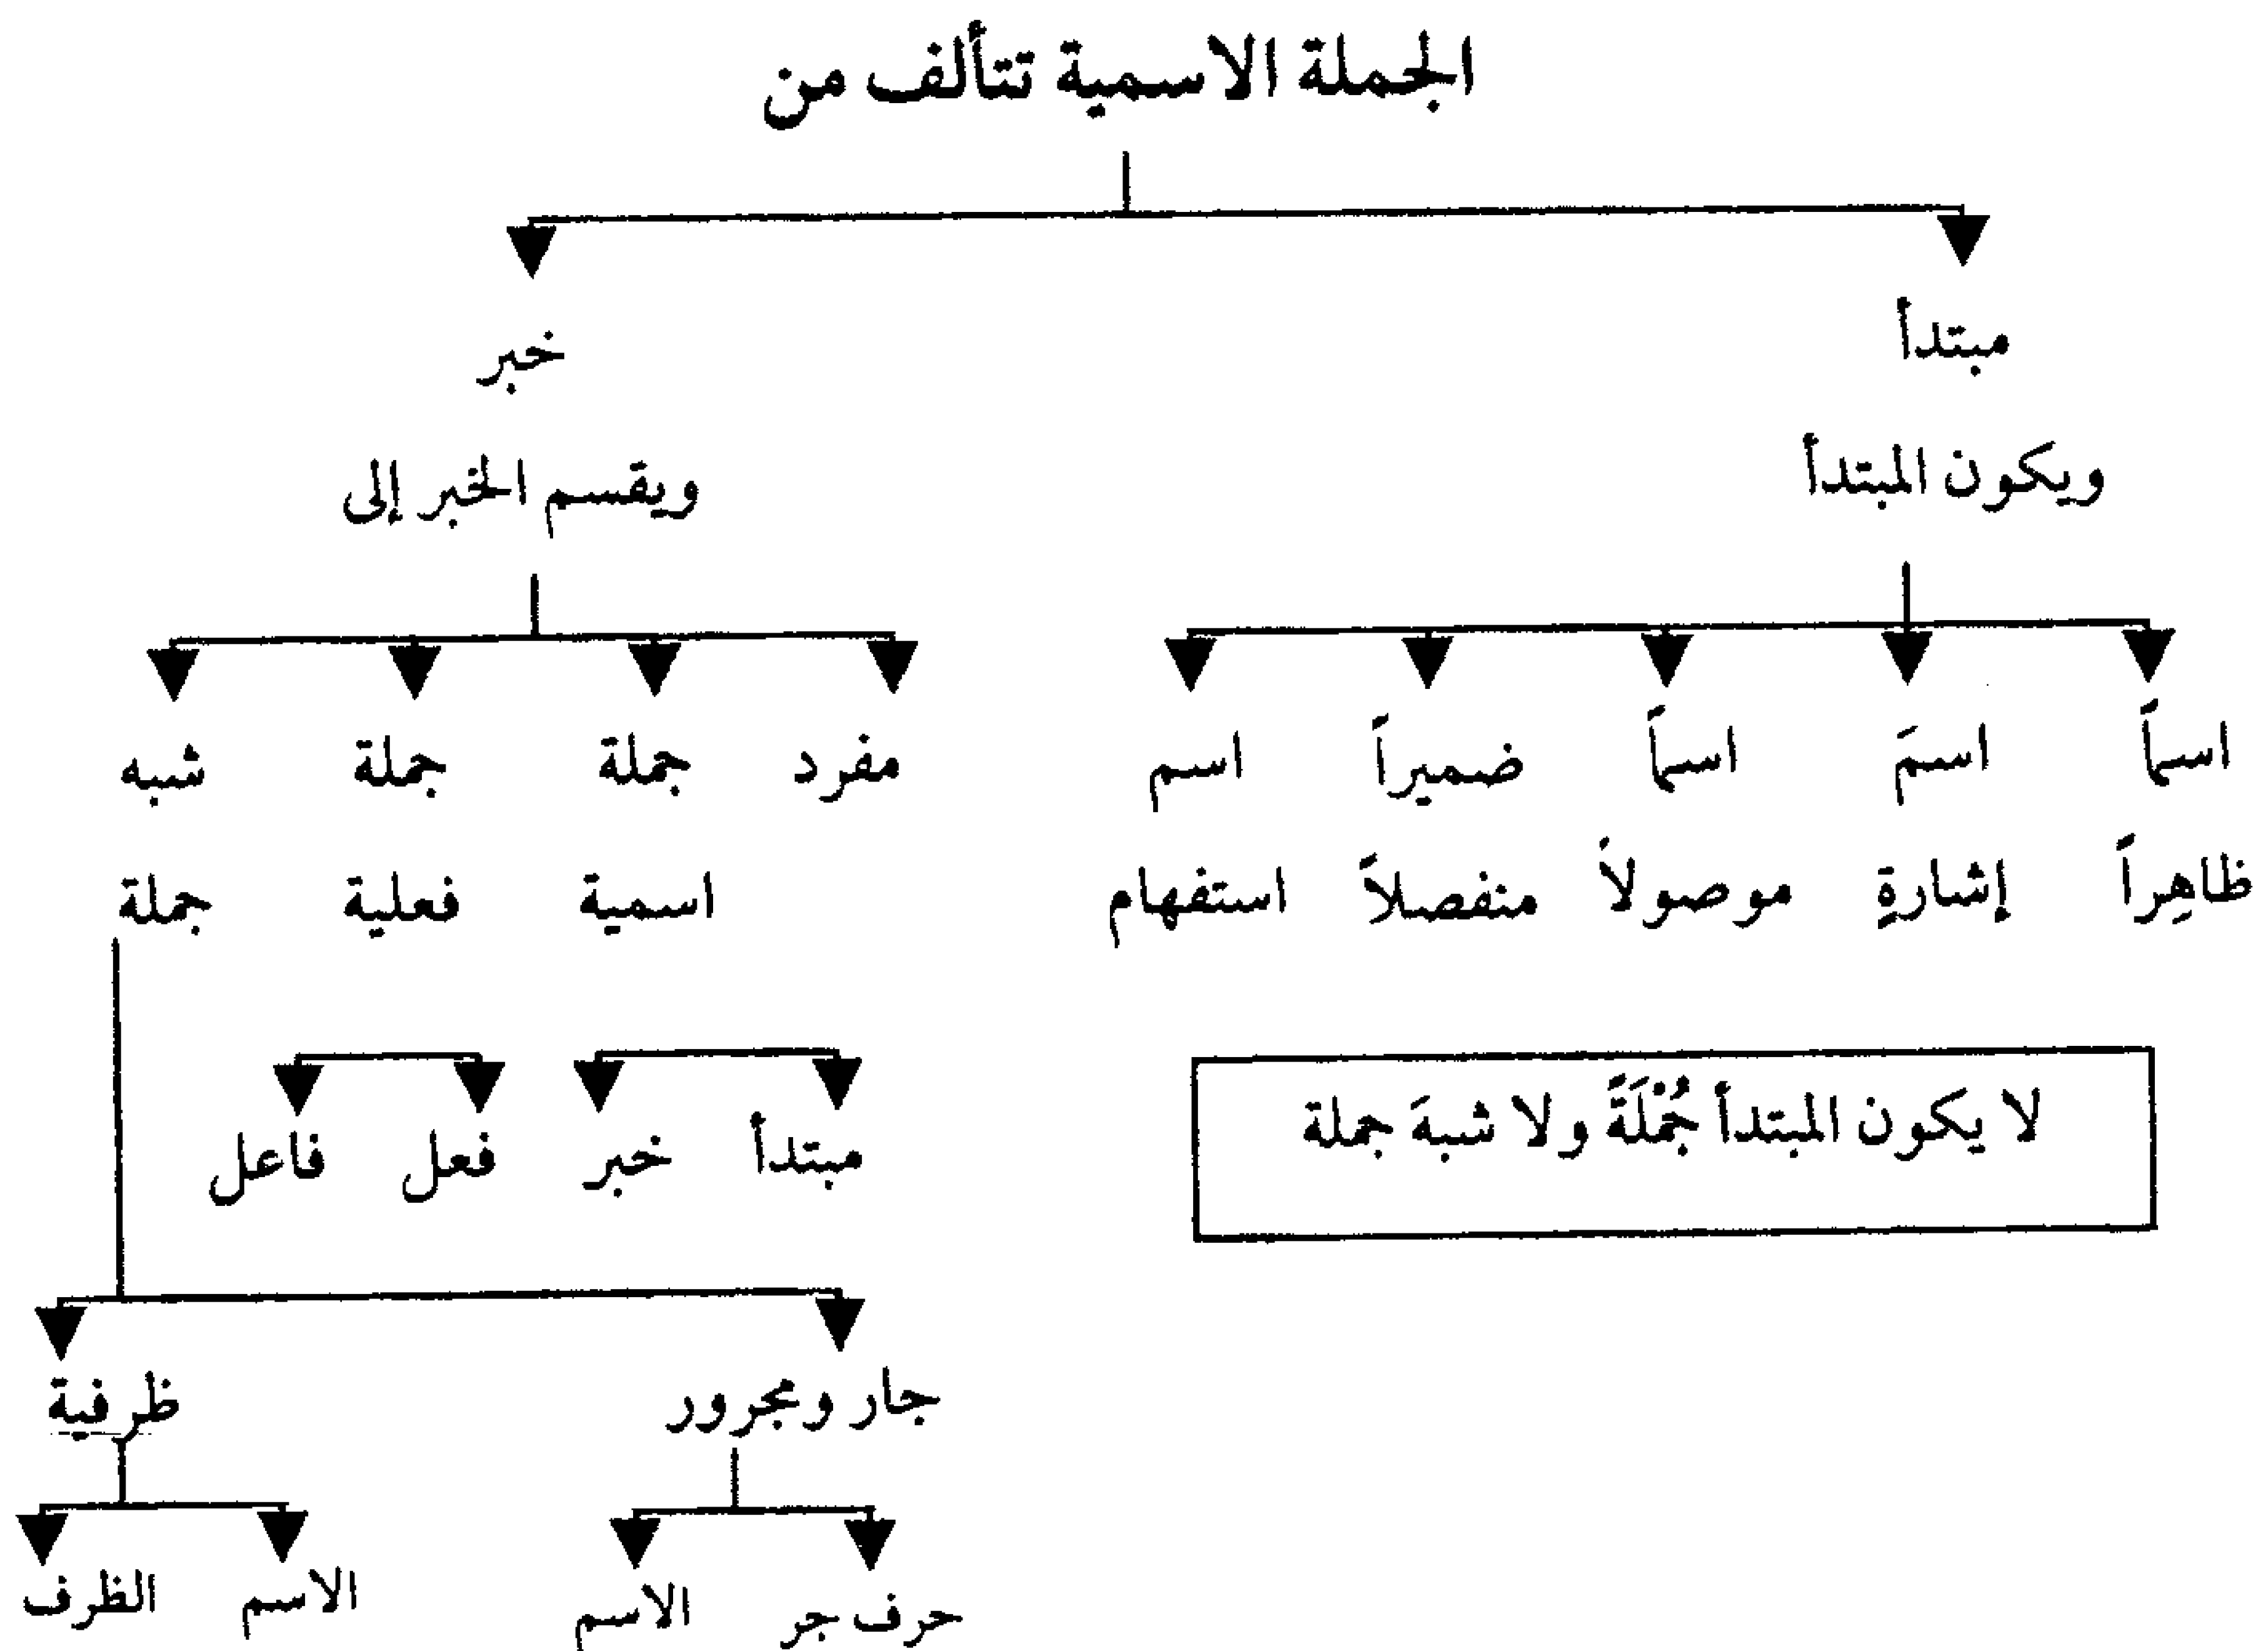 الجملة الاسمية تتألف من
مبتدأ
خبر
ويكون المبتدأ
ويقسم الخبر إلى
اسماً ظاهِراً
اسمَ إشارةٍ
اسماً موصولاً
ضميراً منفصلاً
اسم استفهام
مفرد
جملة اسمية
جملة فعلية
شبه جملة
لا يكون المبتدأ جُمْلَةً ولا شبهَ جملة
مبتدأ
خبر
فعل
فاعل
جار ومجرور
ظرفية
حرف جر
الاسم
الاسم
الظرف